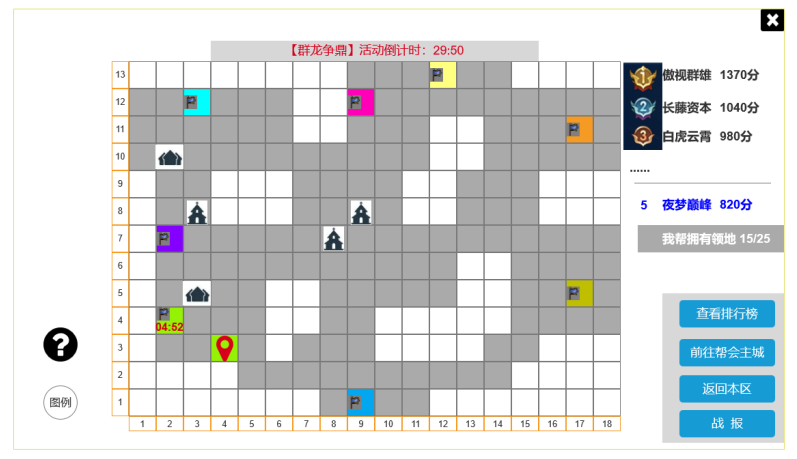 【群龙争鼎】活动倒计时：29:50
13
12
11
10
9
8
7
6
5
4
3
2
1
04:52
1 2 3 4 5 6 7 8 9 10 11 12 13 14 15 16 17 18
?
图例
1 傲视群雄 1370分
2 长藤资本 1040分
3 白虎云霄 980分
......
5 夜梦巅峰 820分
我帮拥有领地 15/25
查看排行榜
前往帮会主城
返回本区
战 报